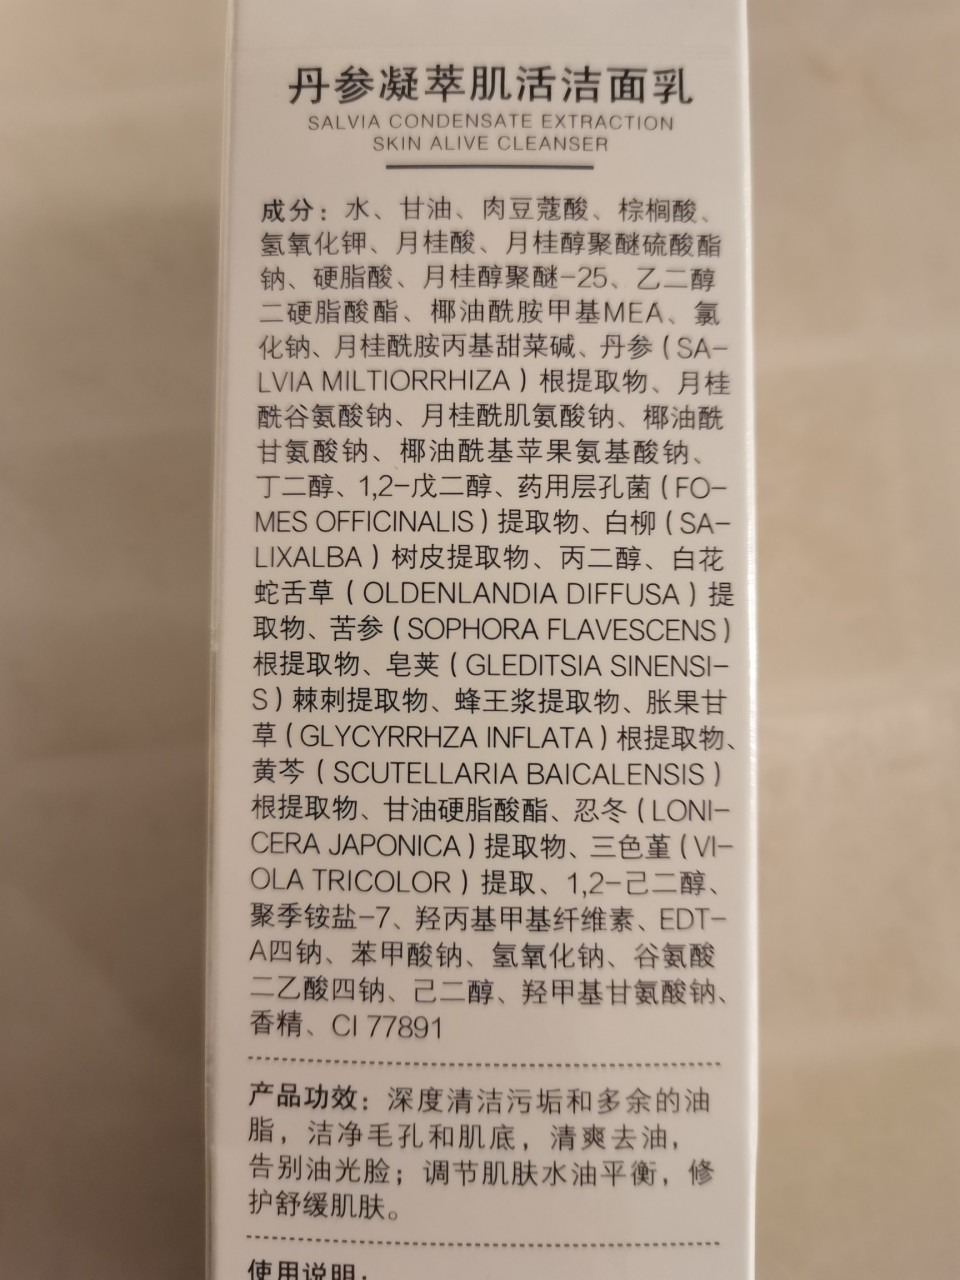 丹参凝萃肌活洁面乳
SALVIA CONDENSATE EXTRACTION
SKIN ALIVE CLEANSER
成分：水、甘油、肉豆蔻酸、棕榈酸、
氢氧化钾、月桂酸、月桂醇聚醚硫酸酯
钠、硬脂酸、月桂醇聚醚-25、乙二醇
二硬脂酸酯、椰油酰胺甲基MEA、氯
化钠、月桂酰胺丙基甜菜碱、丹参（SA-
LVIA MILTIORRHIZA）根提取物、月桂
酰谷氨酸钠、月桂酰肌氨酸钠、椰油酰
甘氨酸钠、椰油酰基苹果氨基酸钠、
丁二醇、1,2-戊二醇、药用层孔菌（FO-
MES OFFICINALIS）提取物、白柳（SA-
LIXALBA）树皮提取物、丙二醇、白花
蛇舌草（OLDENLANDIA DIFFUSA）提
取物、苦参（SOPHORA FLAVESCENS）
根提取物、皂荚（GLEDITSIA SINENSI-
S）棘刺提取物、蜂王浆提取物、胀果甘
草（GLYCYRRHZA INFLATA）根提取物、
黄芩（SCUTELLARIA BAICALENSIS）
根提取物、甘油硬脂酸酯、忍冬（LONI-
CERA JAPONICA）提取物、三色堇（VI-
OLA TRICOLOR）提取、1,2-己二醇、
聚季铵盐-7、羟丙基甲基纤维素、EDT-
A四钠、苯甲酸钠、氢氧化钠、谷氨酸
二乙酸四钠、己二醇、羟甲基甘氨酸钠、
香精、CI 77891
产品功效：深度清洁污垢和多余的油
脂，洁净毛孔和肌底，清爽去油，
告别油光脸；调节肌肤水油平衡，修
护舒缓肌肤。
使用说明：